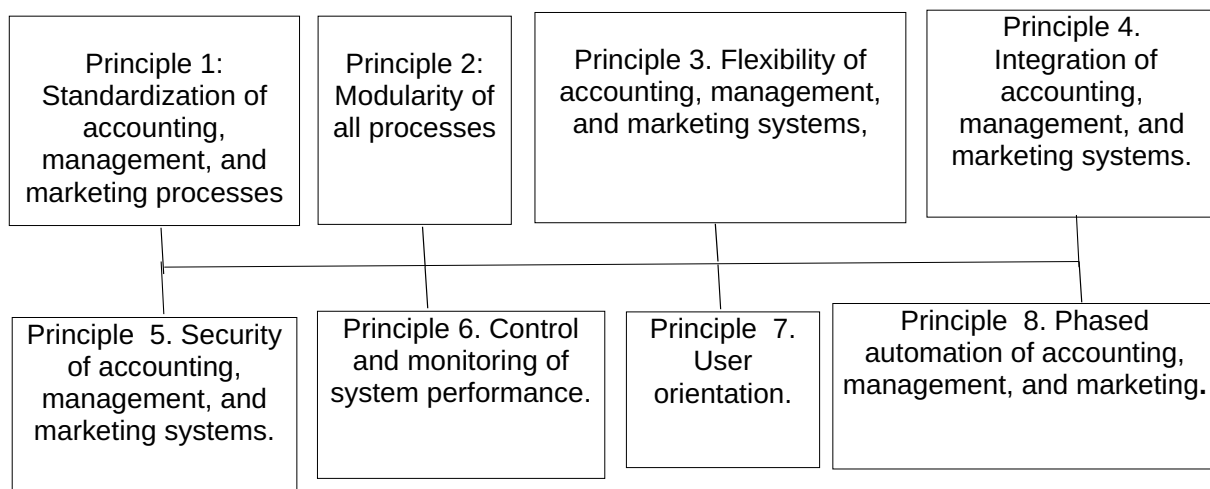 Principle 1:
Standardization of
accounting,
management, and
marketing processes
Principle 2:
Modularity of
all processes
Principle 3. Flexibility of
accounting, management,
and marketing systems,
Principle 4.
Integration of
accounting,
management, and
marketing systems.
Principle  5. Security
of accounting,
management, and
marketing systems.
Principle 6. Control
and monitoring of
system performance.
Principle  7.
User
orientation.
Principle  8. Phased
automation of accounting,
management, and marketing.